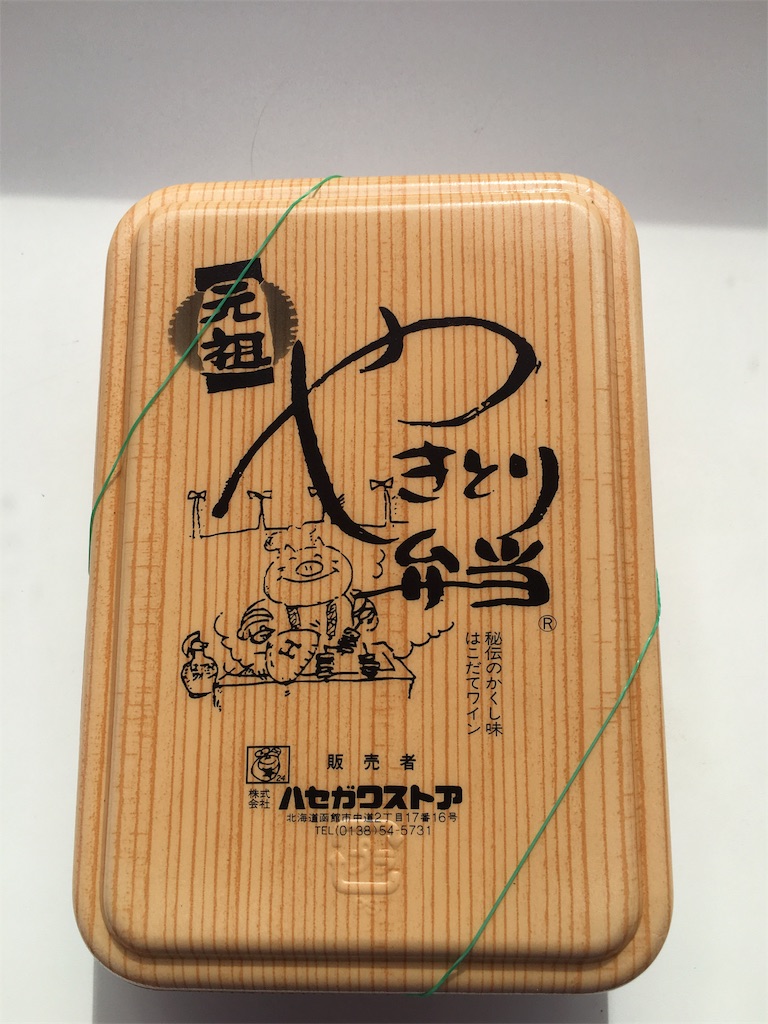 元祖
やきとり
弁当
®
秘伝のかくし味
はこだてワイン
H
24
販売者
株式会社 ハセガワストア
北海道函館市中道2丁目17番16号
TEL(0138)54-5731